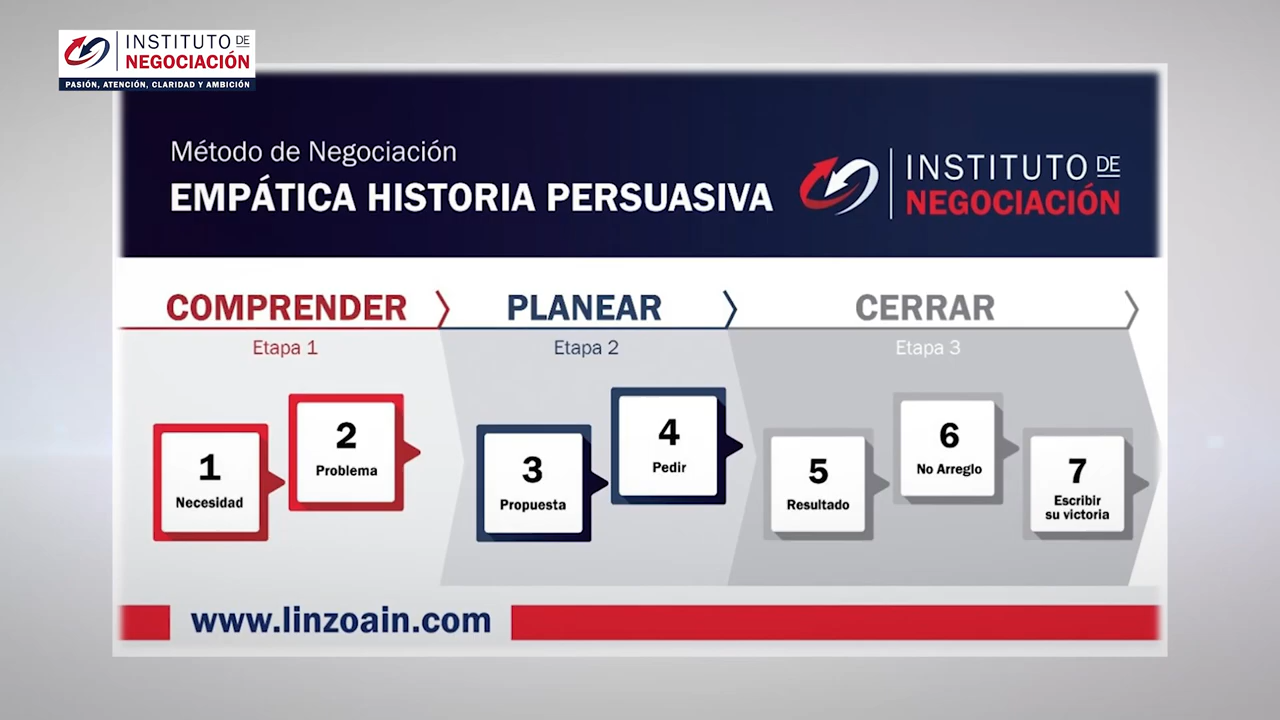 INSTITUTO DE
NEGOCIACIÓN
PASIÓN, ATENCIÓN, CLARIDAD Y AMBICIÓN
Método de Negociación
EMPÁTICA HISTORIA PERSUASIVA
INSTITUTO DE
NEGOCIACIÓN
COMPRENDER
PLANEAR
CERRAR
Etapa 1
Etapa 2
Etapa 3
1
Necesidad
2
Problema
3
Propuesta
4
Pedir
5
Resultado
6
No Arreglo
7
Escribir
su victoria
www.linzoain.com